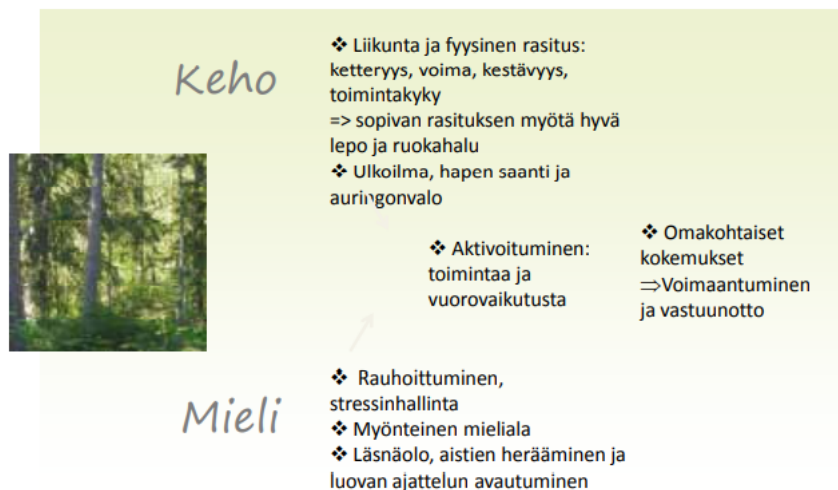 Keho
❖ Liikunta ja fyysinen rasitus:
ketteryys, voima, kestävyys,
toimintakyky
=> sopivan rasituksen myötä hyvä
lepo ja ruokahalu
❖ Ulkoilma, hapen saanti ja
auringonvalo
❖ Aktivoituminen:
toimintaa ja
vuorovaikutusta
❖ Omakohtaiset
kokemukset
⇒Voimaantuminen
ja vastuunotto
Mieli
❖ Rauhoittuminen,
stressinhallinta
❖ Myönteinen mieliala
❖ Läsnäolo, aistien herääminen ja
luovan ajattelun avautuminen